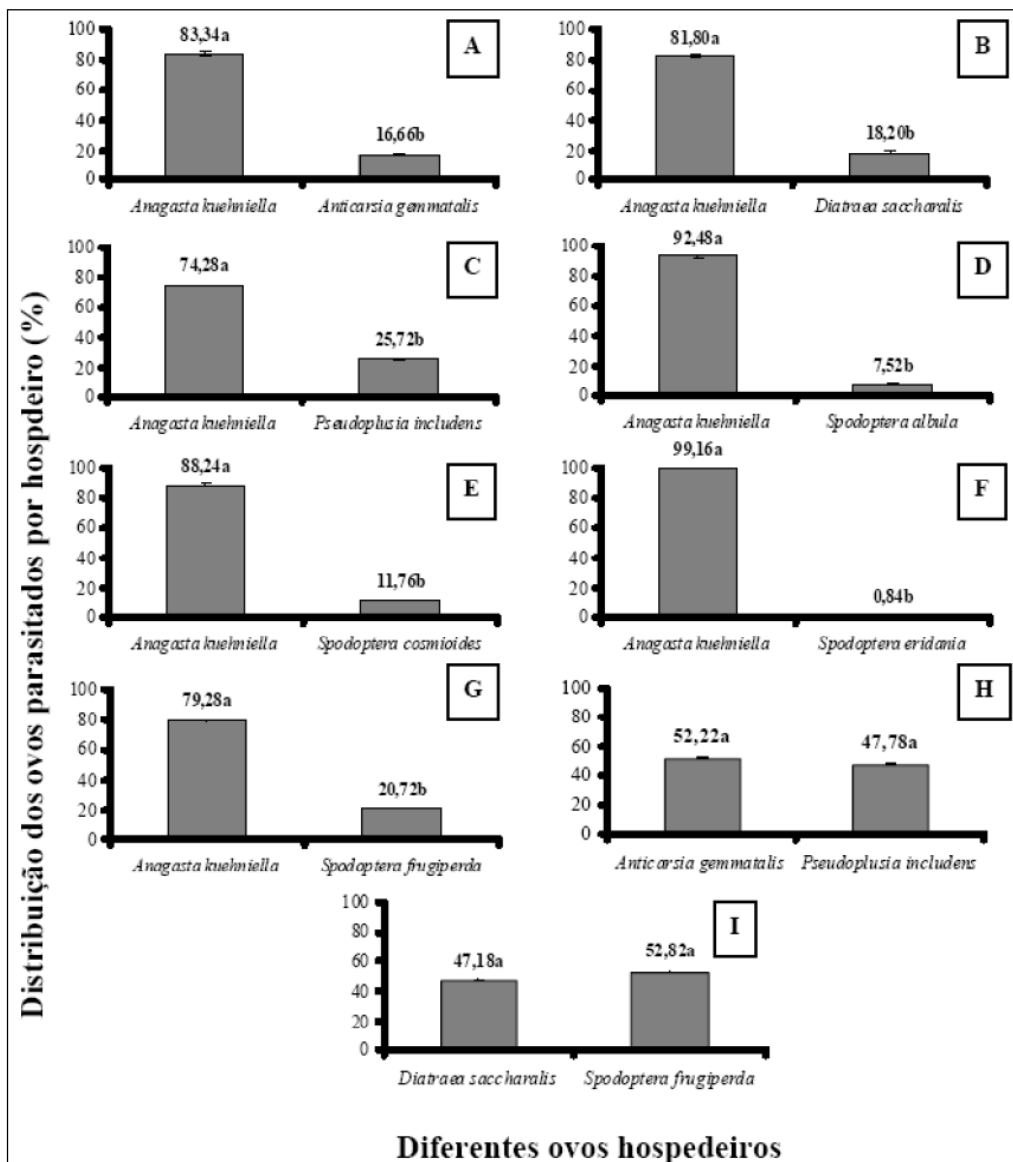 Distribuição dos ovos parasitados por hospdeiro (%)
A
100
80
60
40
20
0
83,34a
16,66b
Anagasta kuehniella
Anticarsia gemmatalis
B
100
80
60
40
20
0
81,80a
18,20b
Anagasta kuehniella
Diatraea saccharalis
C
100
80
60
40
20
0
74,28a
25,72b
Anagasta kuehniella
Pseudoplusia includens
D
100
80
60
40
20
0
92,48a
7,52b
Anagasta kuehniella
Spodoptera albula
E
100
80
60
40
20
0
88,24a
11,76b
Anagasta kuehniella
Spodoptera cosmioides
F
100
80
60
40
20
0
99,16a
0,84b
Anagasta kuehniella
Spodoptera eridania
G
100
80
60
40
20
0
79,28a
20,72b
Anagasta kuehniella
Spodoptera frugiperda
H
100
80
60
40
20
0
52,22a
47,78a
Anticarsia gemmatalis
Pseudoplusia includens
I
100
80
60
40
20
0
47,18a
52,82a
Diatraea saccharalis
Spodoptera frugiperda
Diferentes ovos hospedeiros